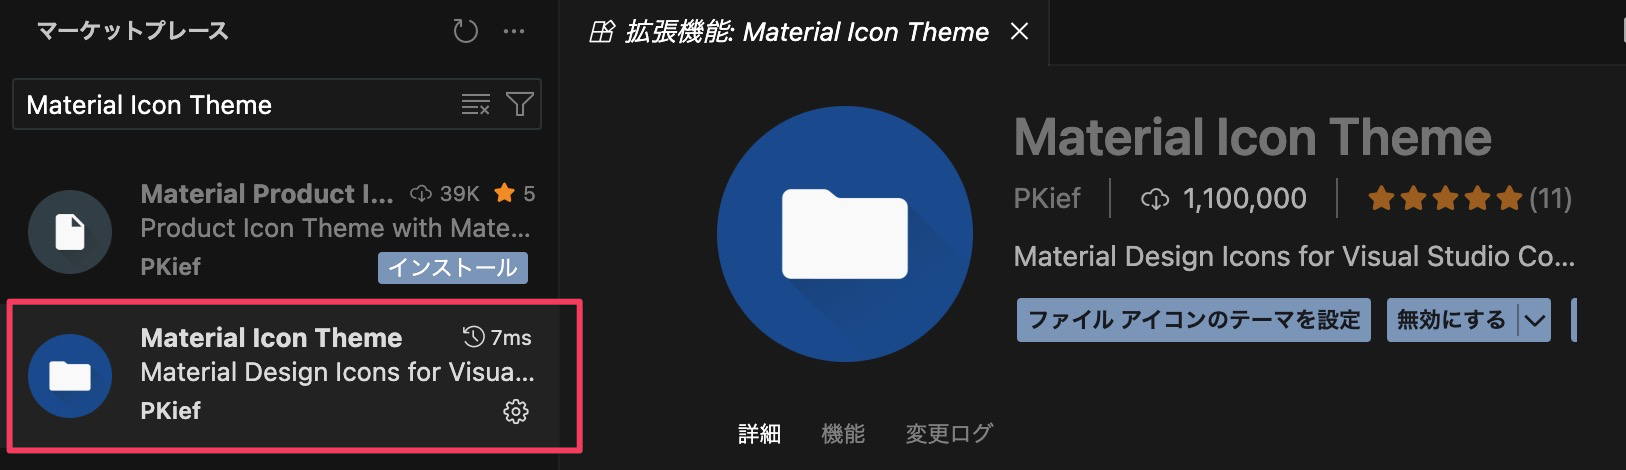 マーケットプレース
Material Icon Theme
Material Product I... 39K 5
Product Icon Theme with Mate...
PKief
インストール
Material Icon Theme 7ms
Material Design Icons for Visua...
PKief
拡張機能: Material Icon Theme
Material Icon Theme
PKief 1,100,000 (11)
Material Design Icons for Visual Studio Co...
ファイル アイコンのテーマを設定 無効にする
詳細 機能 変更ログ